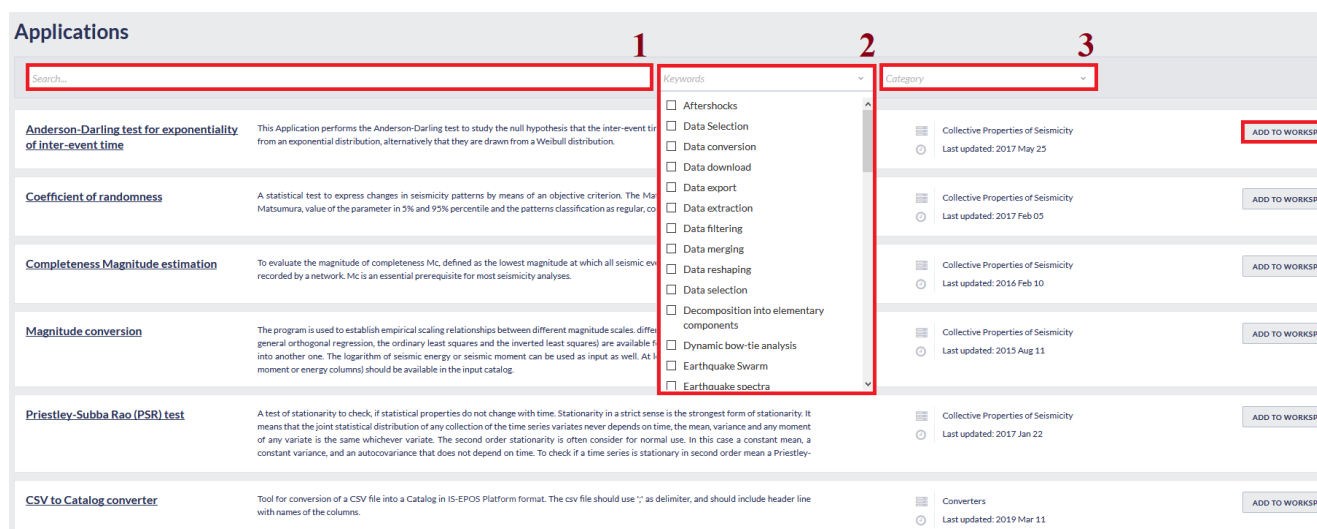 Applications
1
2
3
Search...
Keywords
Category
Aftershocks
Data Selection
Data conversion
Data download
Data export
Data extraction
Data filtering
Data merging
Data reshaping
Data selection
Decomposition into elementary
components
Dynamic bow-tie analysis
Earthquake Swarm
Earthquake spectra
Anderson-Darling test for exponentiality
of inter-event time
This Application performs the Anderson-Darling test to study the null hypothesis that the inter-event
from an exponential distribution, alternatively that they are drawn from a Weibull distribution.
Collective Properties of Seismicity
Last updated: 2017 May 25
ADD TO
Coefficient of randomness
A statistical test to express changes in seismicity patterns by means of an objective criterion. The
Matsumura, value of the parameter in 5% and 95% percentile and the patterns classification as regular,
Collective Properties of Seismicity
Last updated: 2017 Feb 05
ADD TO
Completeness Magnitude estimation
To evaluate the magnitude of completeness Mc, defined as the lowest magnitude at which all seismic
recorded by a network. Mc is an essential prerequisite for most seismicity analyses.
Collective Properties of Seismicity
Last updated: 2016 Feb 10
ADD TO
Magnitude conversion
The program is used to establish empirical scaling relationships between different magnitude scales.
general orthogonal regression, the ordinary least squares and the inverted least squares) are available
into another one. The logarithm of seismic energy or seismic moment can be used as input as well. At
moment or energy columns) should be available in the input catalog.
Collective Properties of Seismicity
Last updated: 2015 Aug 11
ADD TO
Priestley-Subba Rao (PSR) test
A test of stationarity to check, if statistical properties do not change with time. Stationarity in a strict sense is the strongest form of stationarity. It
means that the joint statistical distribution of any collection of the time series variates never depends on time, the mean, variance and any moment
of any variate is the same whichever variate. The second order stationarity is often consider for normal use. In this case a constant mean, a
constant variance, and an autocovariance that does not depend on time. To check if a time series is stationary in second order mean a Priestley-
Collective Properties of Seismicity
Last updated: 2017 Jan 22
ADD TO
CSV to Catalog converter
Tool for conversion of a CSV file into a Catalog in IS-EPOS Platform format. The csv file should use ';' as delimiter, and should include header line
with names of the columns.
Converters
Last updated: 2019 Mar 11
ADD TO